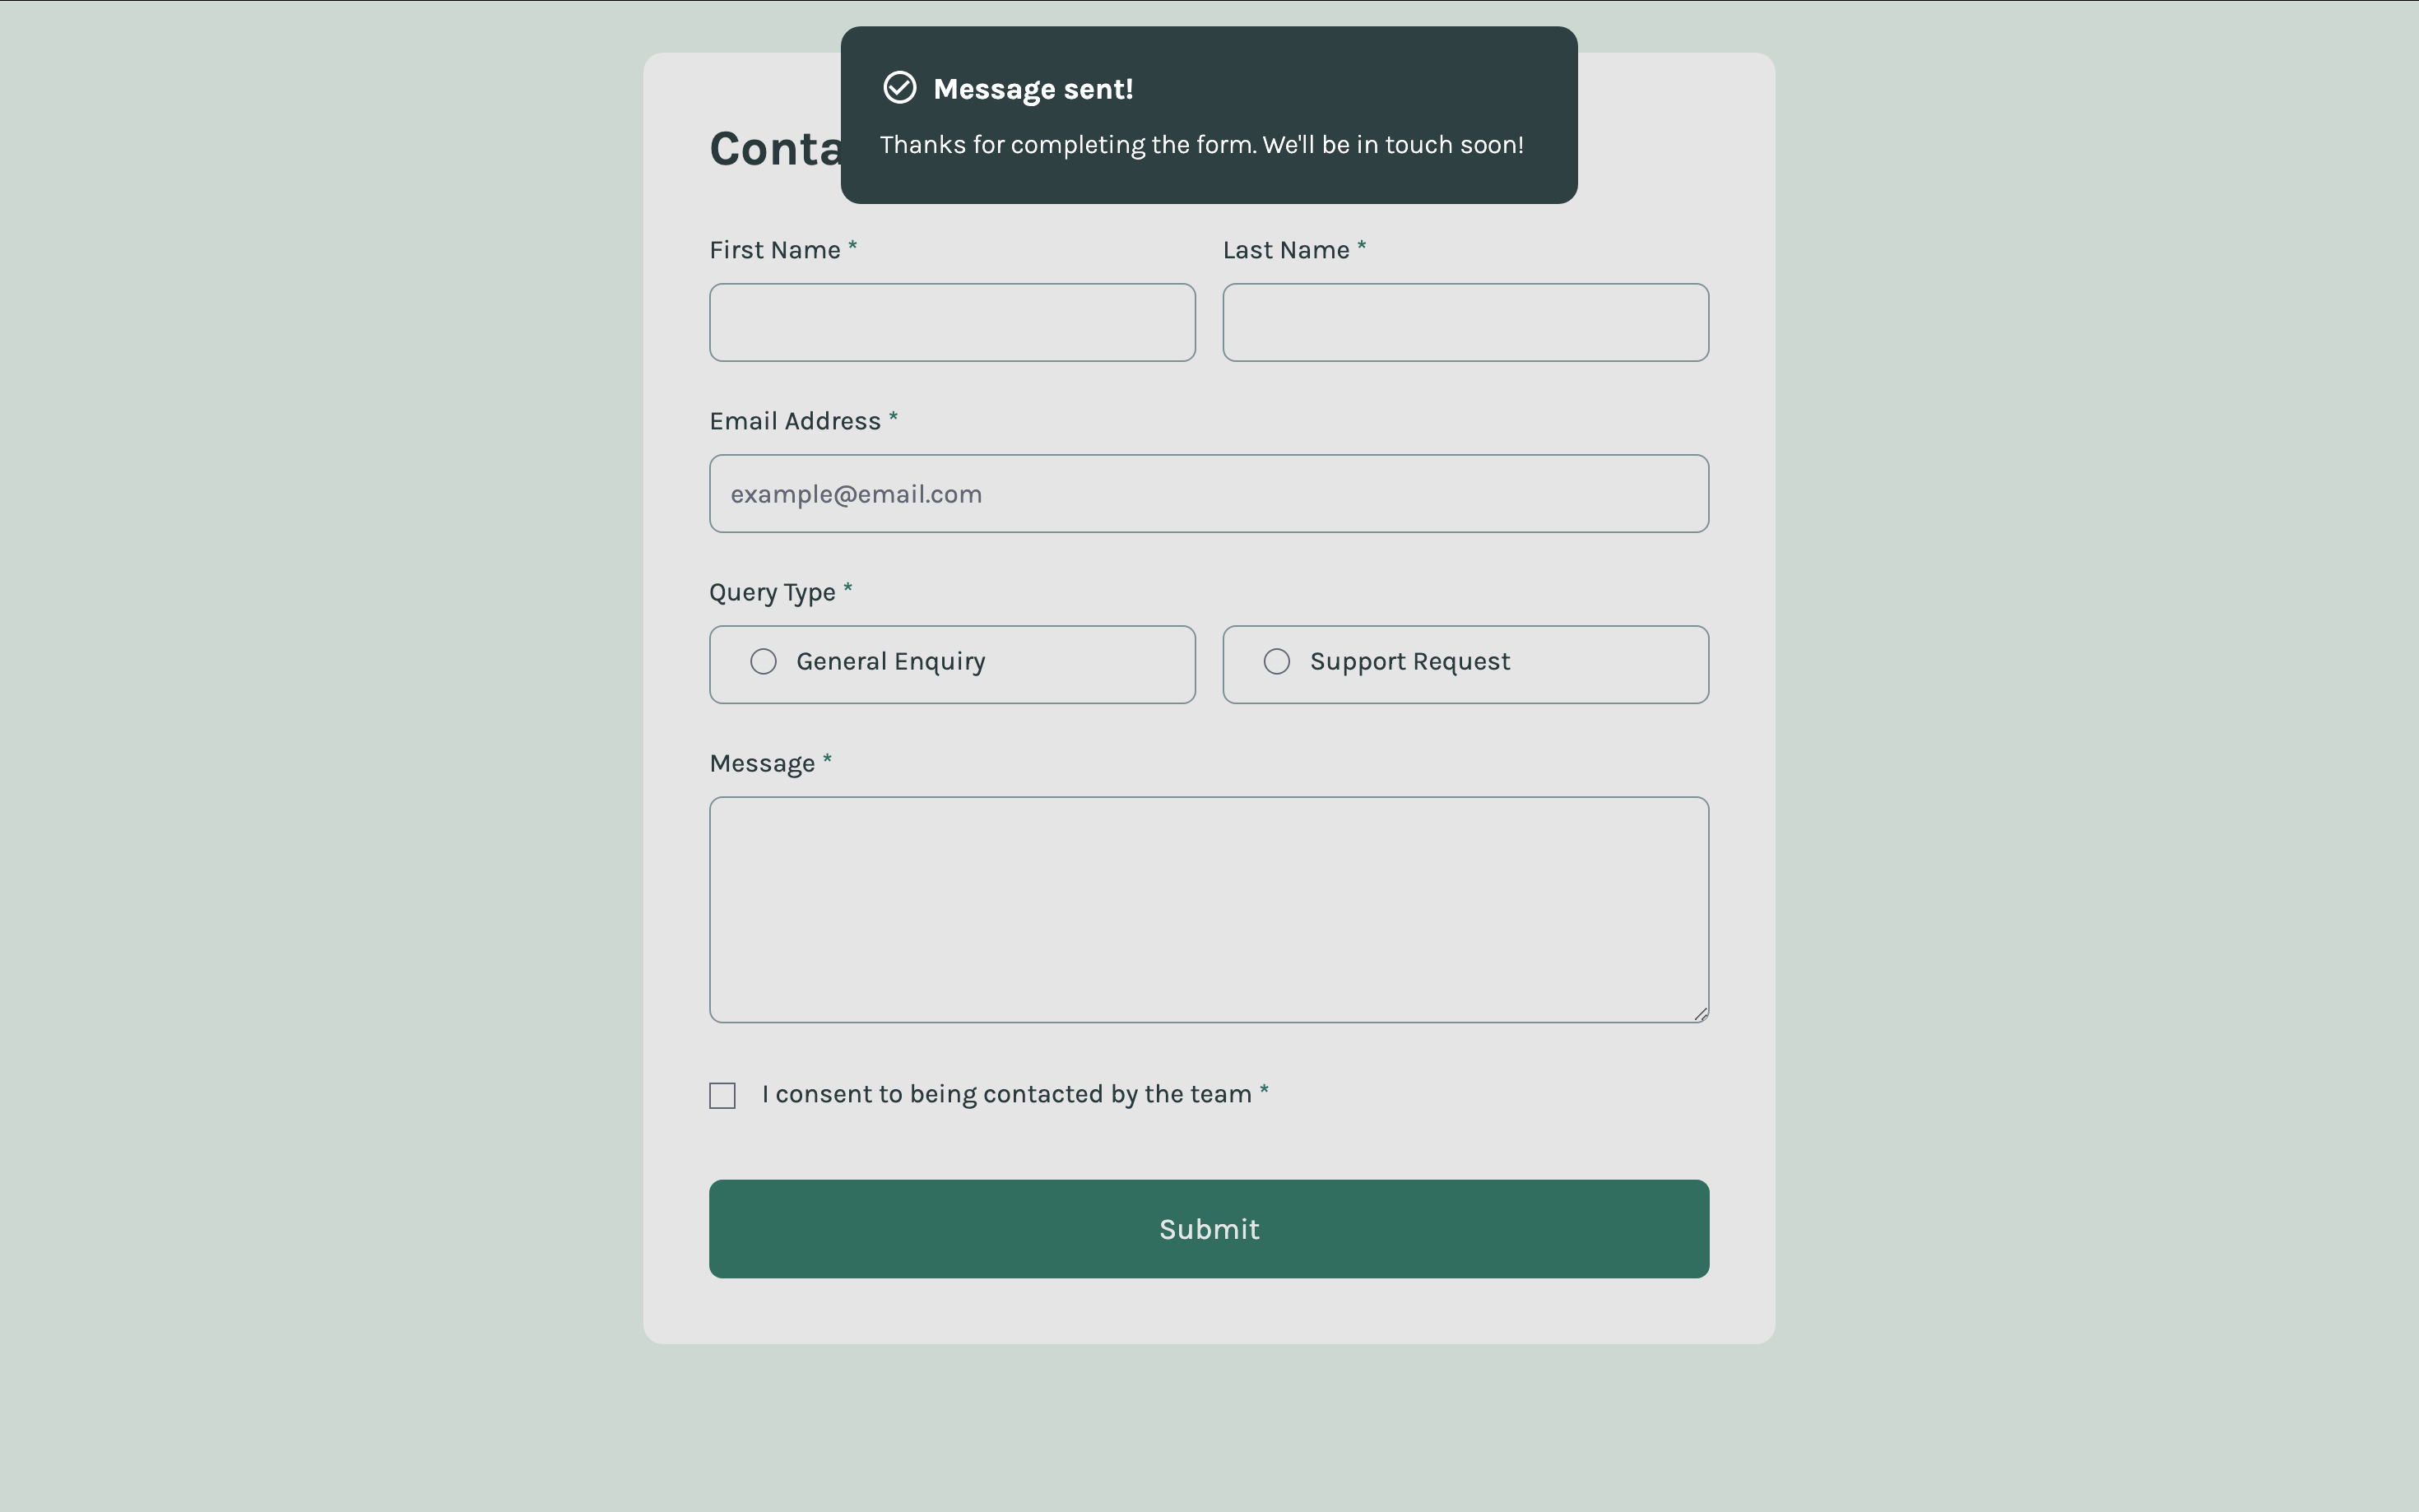 Message sent!
Thanks for completing the form. We'll be in touch soon!
Conta
First Name * Last Name *
Email Address *
example@email.com
Query Type *
General Enquiry Support Request
Message *
I consent to being contacted by the team *
Submit